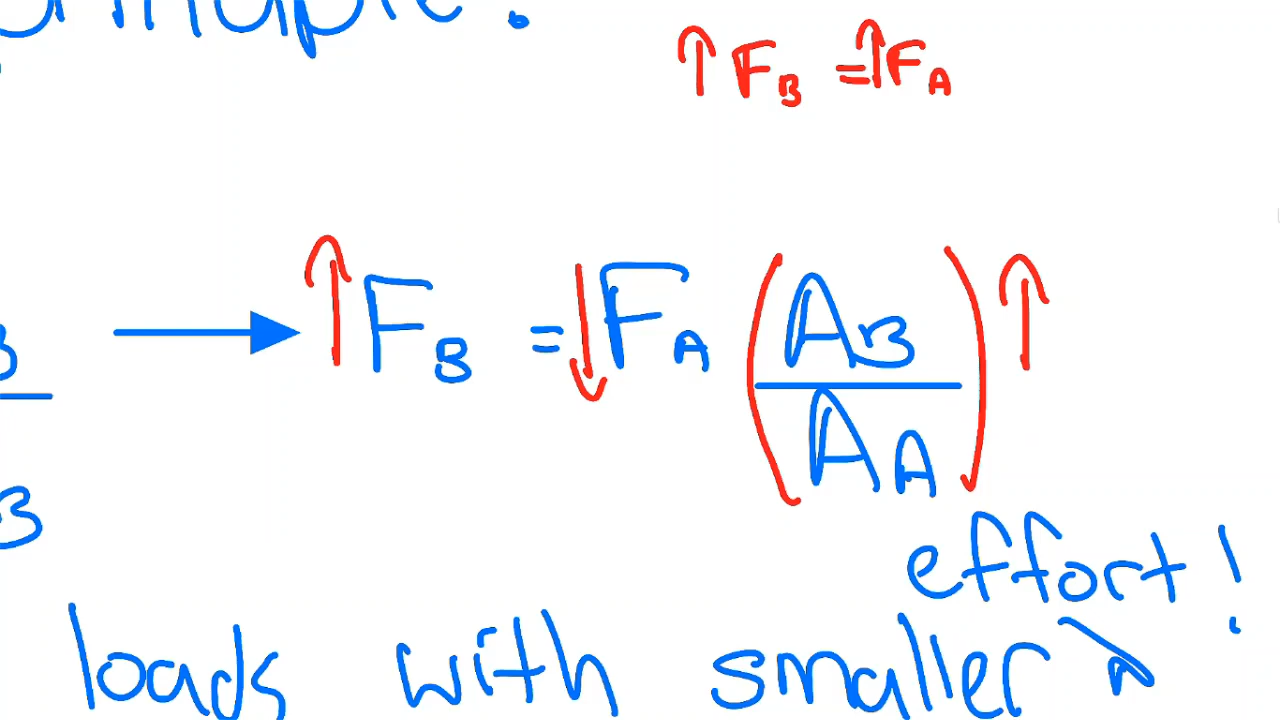 ↑ F_B = ↑ F_A
↑ F_B = ↓ F_A (A_B / A_A) ↑
effort!
loads with smaller